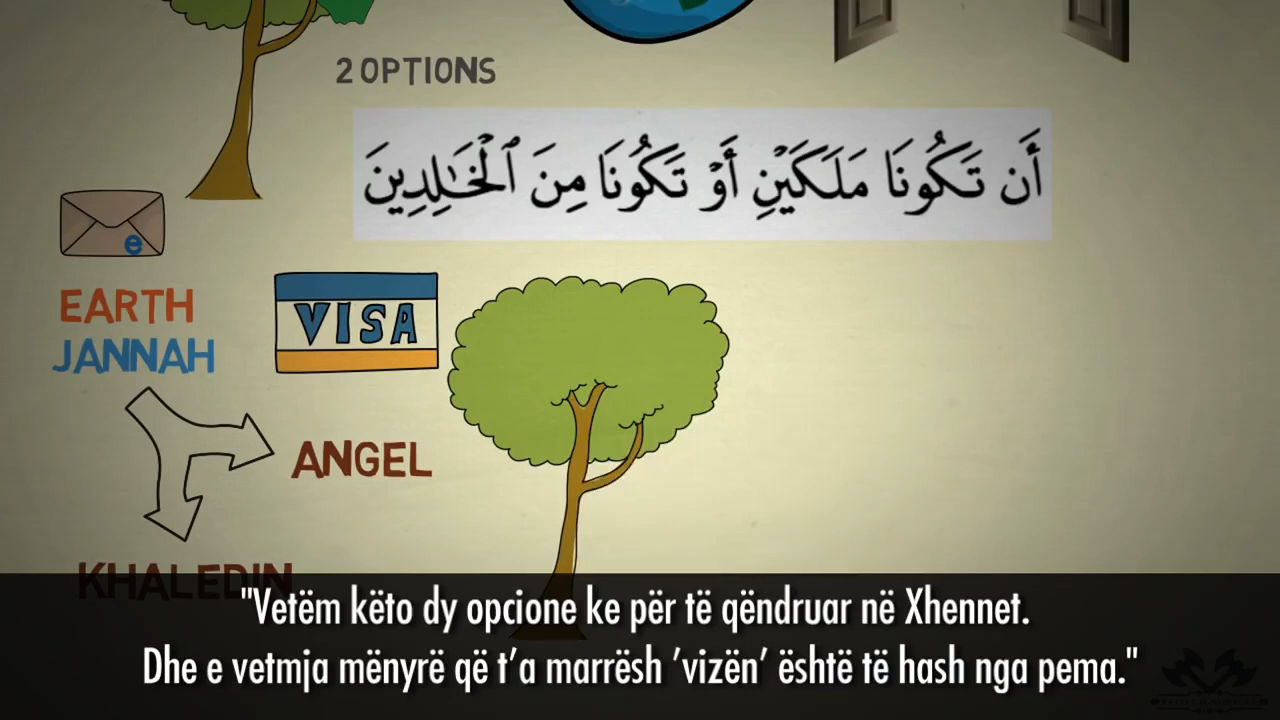 2 OPTIONS
أَن تَكُونَا مَلَكَيْنِ أَوْ تَكُونَا مِنَ ٱلْخَـٰلِدِينَ
e
EARTH
JANNAH
VISA
ANGEL
KHALEDIN
"Vetëm këto dy opcione ke për të qëndruar në Xhennet.
Dhe e vetmja mënyrë që t'a marrësh 'vizën' është të hash nga pema."